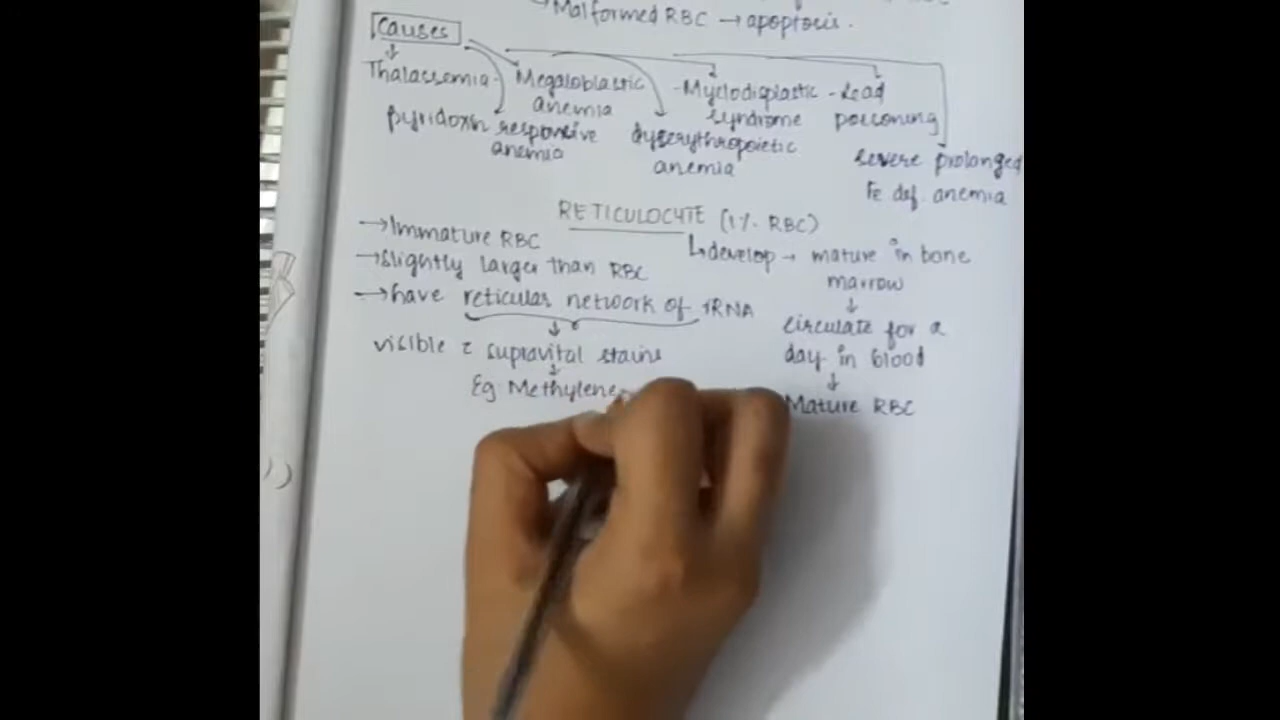 Malformed RBC → apoptosis.
Causes
Thalassemia
Megaloblastic
anemia
Myelodisplastic
syndrome
Lead
poisoning
pyridoxin responsive
anemia
dyserythropoietic
anemia
severe prolonged
Fe def. anemia
RETICULOCYTE (1% RBC)
→ Immature RBC
→ slightly larger than RBC
→ have reticular network of rRNA
visible c supravital stains
Eg Methylene
develop → mature in bone
marrow
circulate for a
day in blood
Mature RBC